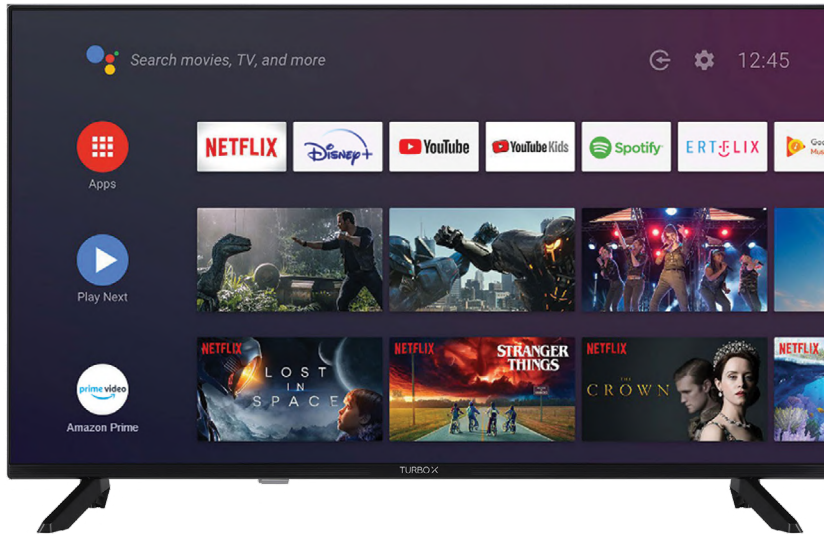 Search movies, TV, and more
12:45
NETFLIX
Disney+
YouTube
YouTube Kids
Spotify
ERTFLIX
Apps
Play Next
NETFLIX
LOST
IN
SPACE
NETFLIX
STRANGER
THINGS
NETFLIX
THE
CROWN
NETFLIX
prime video
Amazon Prime
TURBOX